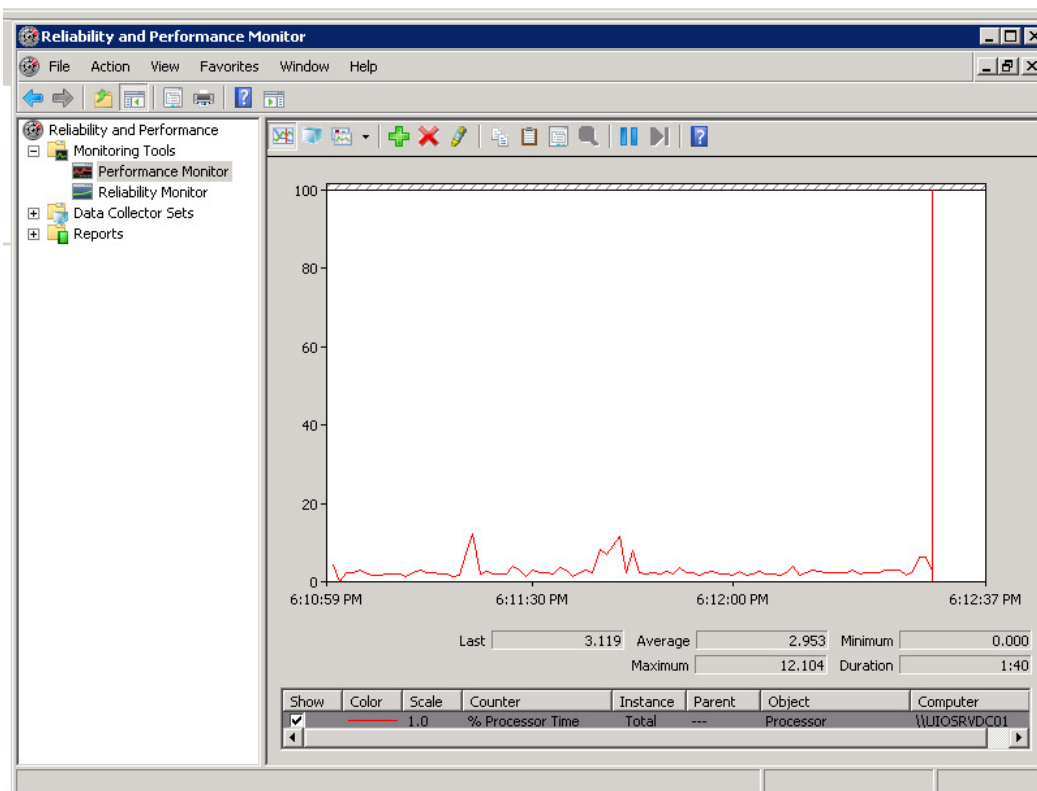 Reliability and Performance Monitor
File Action View Favorites Window Help
Reliability and Performance
Monitoring Tools
Performance Monitor
Reliability Monitor
Data Collector Sets
Reports
100
80
60
40
20
0
6:10:59 PM 6:11:30 PM 6:12:00 PM 6:12:37 PM
Last 3.119 Average 2.953 Minimum 0.000
Maximum 12.104 Duration 1:40
Show Color Scale Counter Instance Parent Object Computer
1.0 % Processor Time Total --- Processor \\UIOSRVDC01